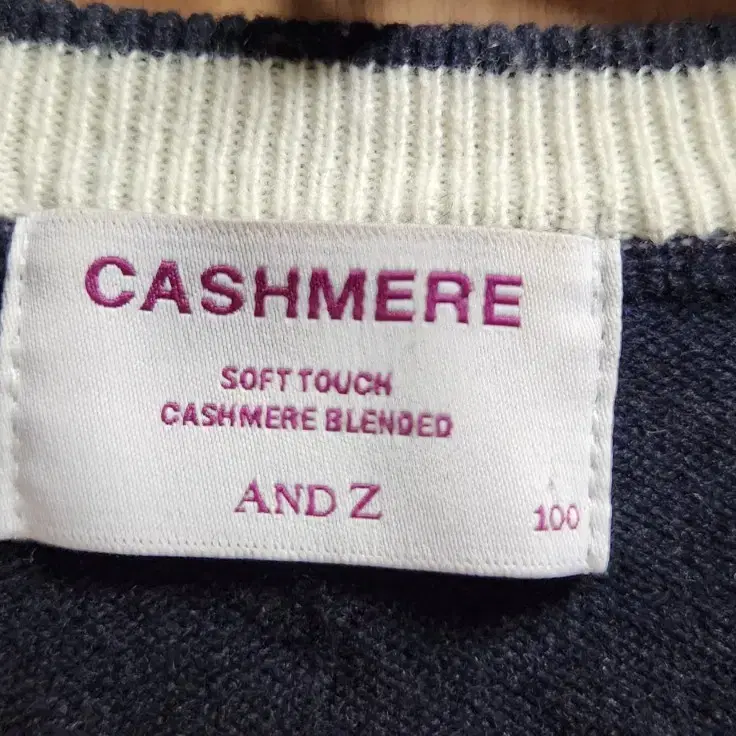 CASHMERE
SOFT TOUCH
CASHMERE BLENDED
AND Z
100